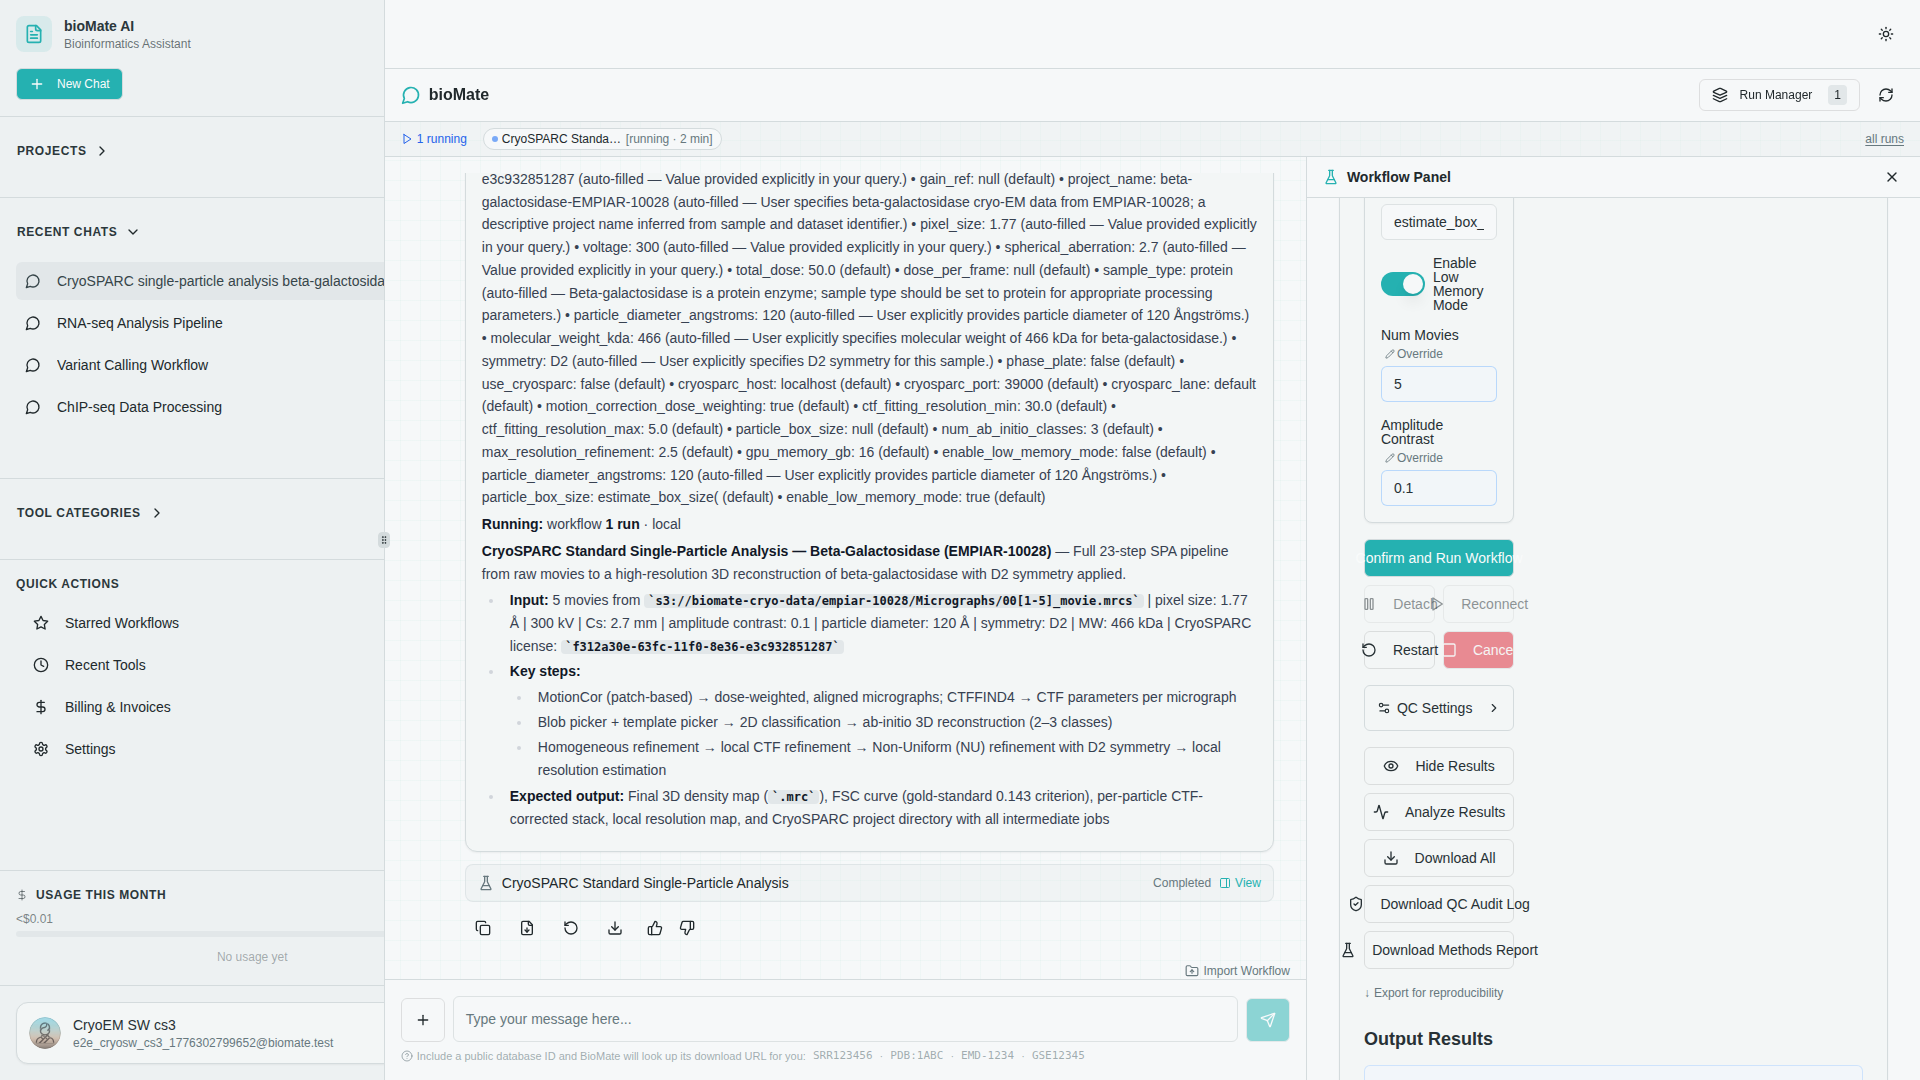 bioMate AI
Bioinformatics Assistant
New Chat
PROJECTS
RECENT CHATS
CryoSPARC single-particle analysis beta-galactosida
RNA-seq Analysis Pipeline
Variant Calling Workflow
ChIP-seq Data Processing
TOOL CATEGORIES
QUICK ACTIONS
Starred Workflows
Recent Tools
Billing & Invoices
Settings
USAGE THIS MONTH
<$0.01
No usage yet
CryoEM SW cs3
e2e_cryosw_cs3_1776302799652@biomate.test
bioMate
Run Manager 1
1 running CryoSPARC Standa… [running · 2 min] all runs
e3c932851287 (auto-filled — Value provided explicitly in your query.) • gain_ref: null (default) • project_name: beta-
galactosidase-EMPIAR-10028 (auto-filled — User specifies beta-galactosidase cryo-EM data from EMPIAR-10028; a
descriptive project name inferred from sample and dataset identifier.) • pixel_size: 1.77 (auto-filled — Value provided explicitly
in your query.) • voltage: 300 (auto-filled — Value provided explicitly in your query.) • spherical_aberration: 2.7 (auto-filled —
Value provided explicitly in your query.) • total_dose: 50.0 (default) • dose_per_frame: null (default) • sample_type: protein
(auto-filled — Beta-galactosidase is a protein enzyme; sample type should be set to protein for appropriate processing
parameters.) • particle_diameter_angstroms: 120 (auto-filled — User explicitly provides particle diameter of 120 Ångströms.)
• molecular_weight_kda: 466 (auto-filled — User explicitly specifies molecular weight of 466 kDa for beta-galactosidase.) •
symmetry: D2 (auto-filled — User explicitly specifies D2 symmetry for this sample.) • phase_plate: false (default) •
use_cryosparc: false (default) • cryosparc_host: localhost (default) • cryosparc_port: 39000 (default) • cryosparc_lane: default
(default) • motion_correction_dose_weighting: true (default) • ctf_fitting_resolution_min: 30.0 (default) •
ctf_fitting_resolution_max: 5.0 (default) • particle_box_size: null (default) • num_ab_initio_classes: 3 (default) •
max_resolution_refinement: 2.5 (default) • gpu_memory_gb: 16 (default) • enable_low_memory_mode: false (default) •
particle_diameter_angstroms: 120 (auto-filled — User explicitly provides particle diameter of 120 Ångströms.) •
particle_box_size: estimate_box_size( (default) • enable_low_memory_mode: true (default)
Running: workflow 1 run · local
CryoSPARC Standard Single-Particle Analysis — Beta-Galactosidase (EMPIAR-10028) — Full 23-step SPA pipeline
from raw movies to a high-resolution 3D reconstruction of beta-galactosidase with D2 symmetry applied.
Input: 5 movies from `s3://biomate-cryo-data/empiar-10028/Micrographs/00[1-5]_movie.mrcs` | pixel size: 1.77
Å | 300 kV | Cs: 2.7 mm | amplitude contrast: 0.1 | particle diameter: 120 Å | symmetry: D2 | MW: 466 kDa | CryoSPARC
license: `f312a30e-63fc-11f0-8e36-e3c932851287`
Key steps:
MotionCor (patch-based) → dose-weighted, aligned micrographs; CTFFIND4 → CTF parameters per micrograph
Blob picker + template picker → 2D classification → ab-initio 3D reconstruction (2–3 classes)
Homogeneous refinement → local CTF refinement → Non-Uniform (NU) refinement with D2 symmetry → local
resolution estimation
Expected output: Final 3D density map (`.mrc`), FSC curve (gold-standard 0.143 criterion), per-particle CTF-
corrected stack, local resolution map, and CryoSPARC project directory with all intermediate jobs
CryoSPARC Standard Single-Particle Analysis Completed View
Import Workflow
Type your message here...
Include a public database ID and BioMate will look up its download URL for you: SRR123456 · PDB:1ABC · EMD-1234 · GSE12345
Workflow Panel
estimate_box_
Enable
Low
Memory
Mode
Num Movies
Override
5
Amplitude
Contrast
Override
0.1
onfirm and Run Workflo
Detach Reconnect
Restart Cance
QC Settings
Hide Results
Analyze Results
Download All
Download QC Audit Log
Download Methods Report
↓ Export for reproducibility
Output Results